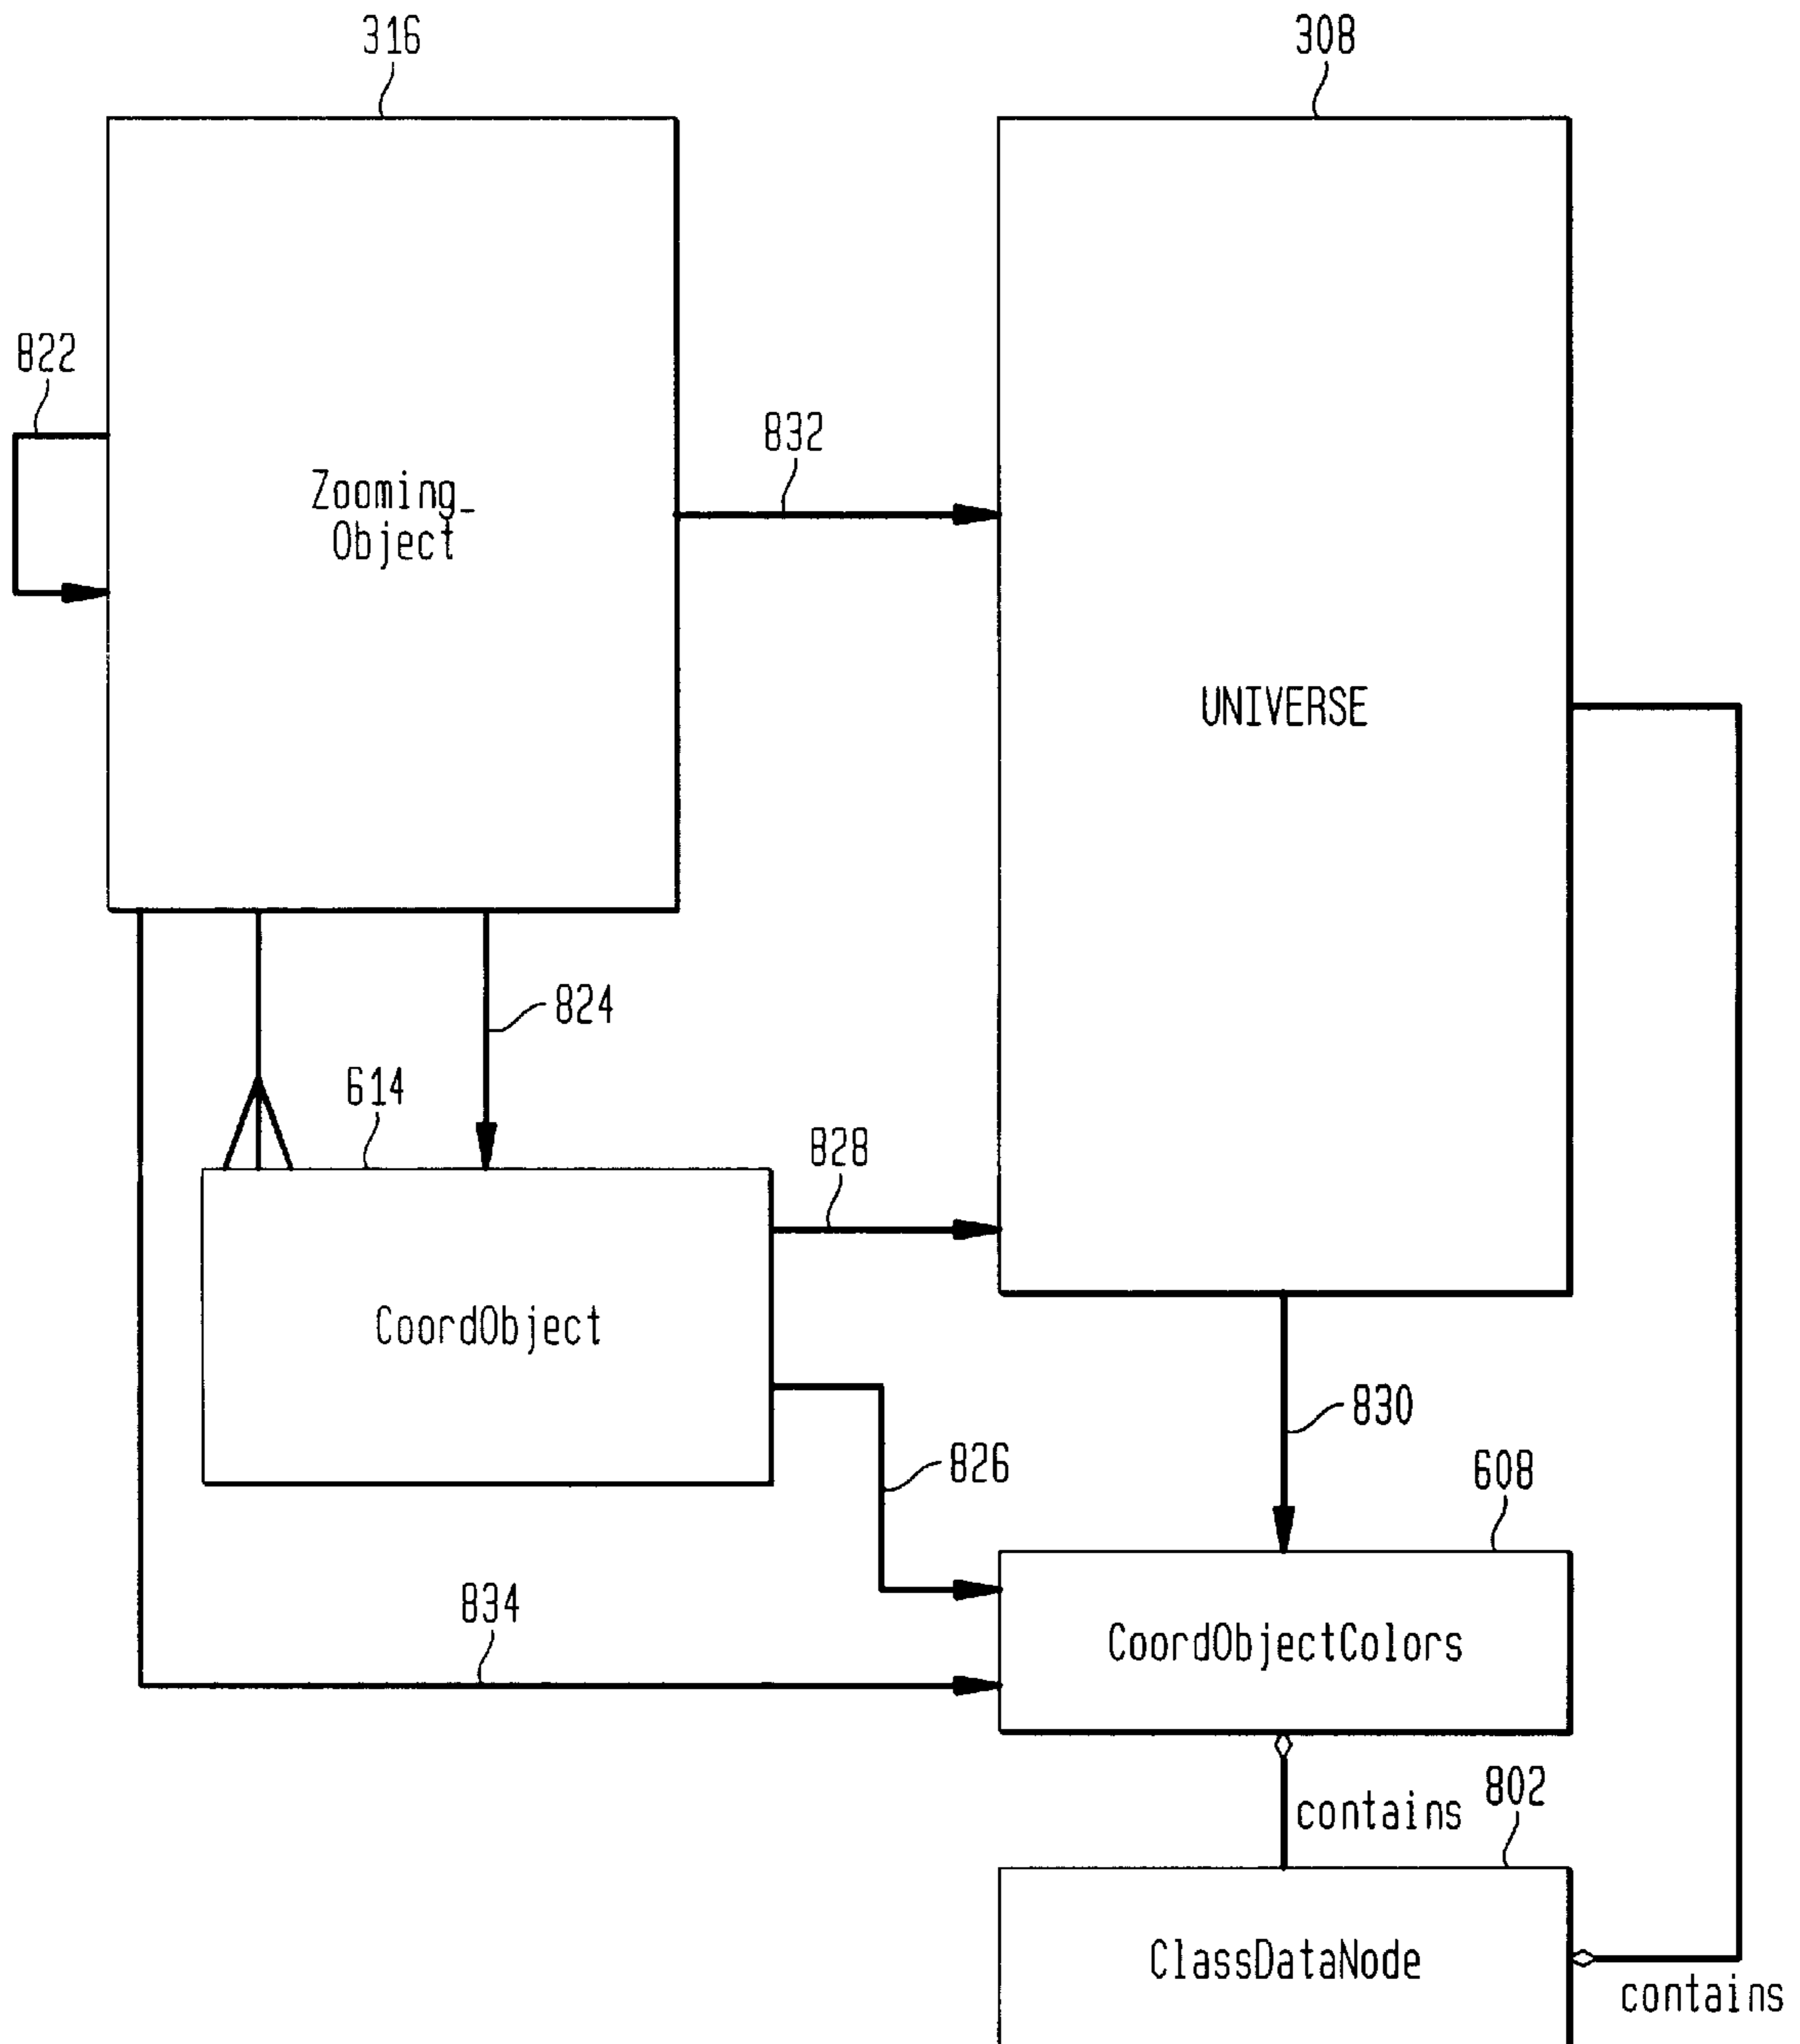 316
308
822
832
Zooming_
Object
UNIVERSE
824
614
828
CoordObject
830
826
608
834
CoordObjectColors
802
contains
ClassDataNode
contains